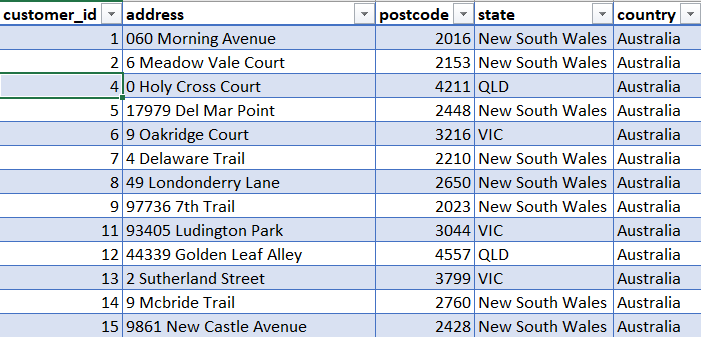 customer_id address postcode state country
1 060 Morning Avenue 2016 New South Wales Australia
2 6 Meadow Vale Court 2153 New South Wales Australia
4 0 Holy Cross Court 4211 QLD Australia
5 17979 Del Mar Point 2448 New South Wales Australia
6 9 Oakridge Court 3216 VIC Australia
7 4 Delaware Trail 2210 New South Wales Australia
8 49 Londonderry Lane 2650 New South Wales Australia
9 97736 7th Trail 2023 New South Wales Australia
11 93405 Ludington Park 3044 VIC Australia
12 44339 Golden Leaf Alley 4557 QLD Australia
13 2 Sutherland Street 3799 VIC Australia
14 9 Mcbride Trail 2760 New South Wales Australia
15 9861 New Castle Avenue 2428 New South Wales Australia